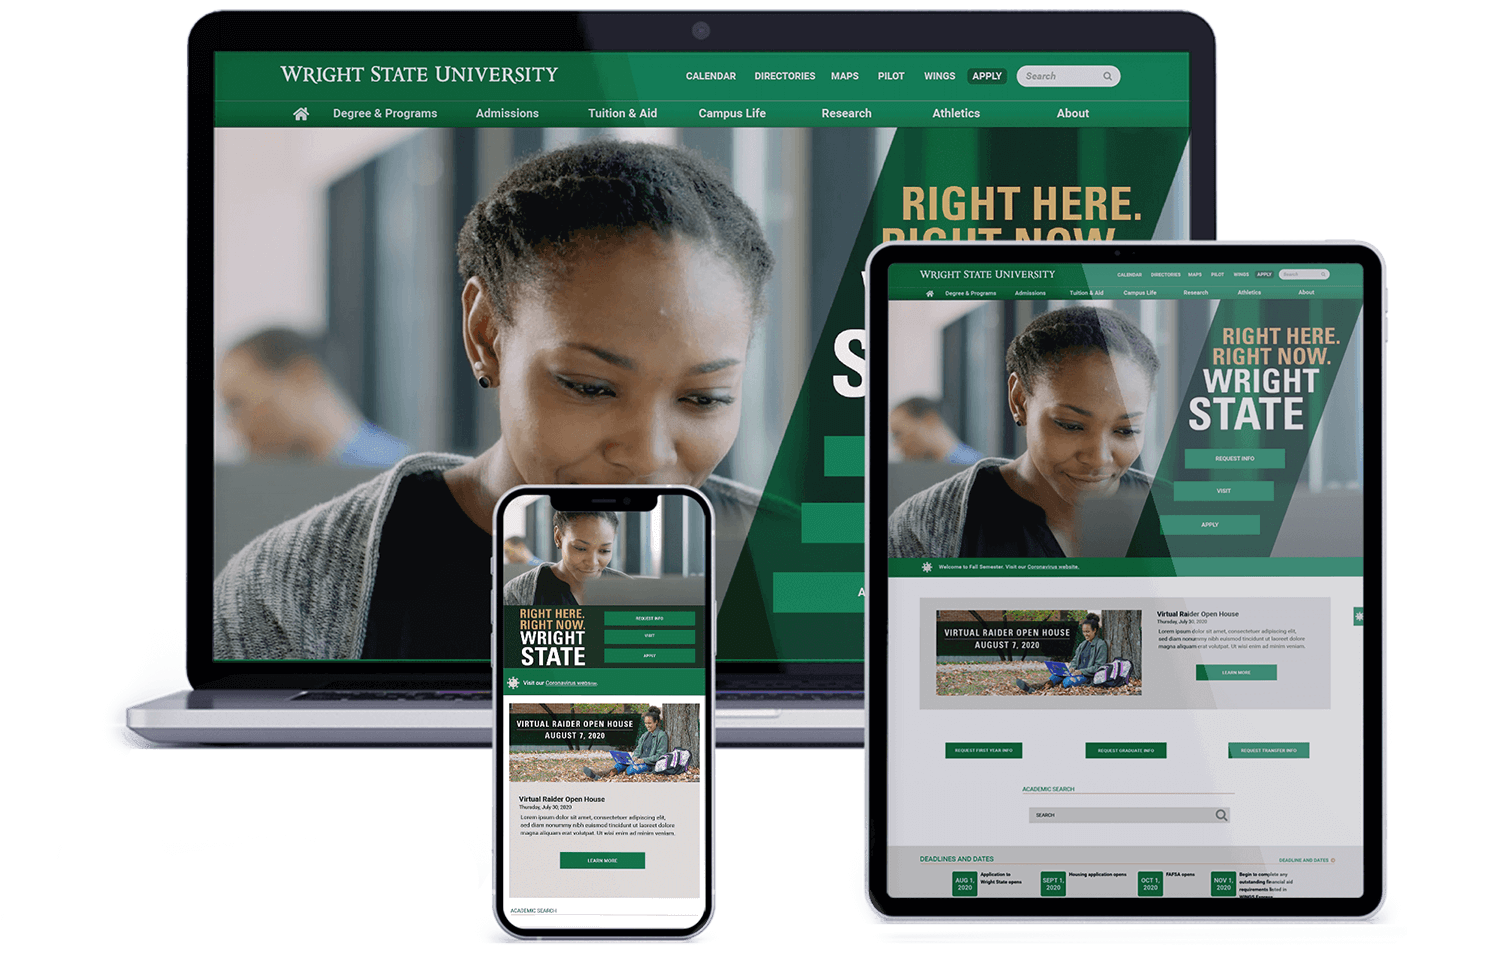 WRIGHT STATE UNIVERSITY
CALENDAR DIRECTORIES MAPS PILOT WINGS APPLY Search
Degree & Programs Admissions Tuition & Aid Campus Life Research Athletics About
RIGHT HERE.
RIGHT NOW.
S
A
WRIGHT STATE UNIVERSITY
CALENDAR DIRECTORIES MAPS PILOT WINGS APPLY Search
Degree & Programs Admissions Tuition & Aid Campus Life Research Athletics About
RIGHT HERE.
RIGHT NOW.
WRIGHT
STATE
REQUEST INFO
VISIT
APPLY
Welcome to Fall Semester. Visit our Coronavirus website.
VIRTUAL RAIDER OPEN HOUSE
AUGUST 7, 2020
Virtual Raider Open House
Thursday, July 30, 2020
Lorem ipsum dolor sit amet, consectetuer adipiscing elit,
sed diam nonummy nibh euismod tincidunt ut laoreet dolore
magna aliquam erat volutpat. Ut wisi enim ad minim veniam.
LEARN MORE
REQUEST FIRST YEAR INFO REQUEST GRADUATE INFO REQUEST TRANSFER INFO
ACADEMIC SEARCH
SEARCH
DEADLINES AND DATES
DEADLINE AND DATES
AUG 1,
2020
Application to
Wright State opens
SEPT 1,
2020
Housing application opens
OCT 1,
2020
FAFSA opens
NOV 1,
2020
Begin to complete any
outstanding financial aid
requirements listed in
WINGS Express
RIGHT HERE.
RIGHT NOW.
WRIGHT
STATE
REQUEST INFO
VISIT
APPLY
Visit our Coronavirus website.
VIRTUAL RAIDER OPEN HOUSE
AUGUST 7, 2020
Virtual Raider Open House
Thursday, July 30, 2020
Lorem ipsum dolor sit amet, consectetuer adipiscing elit,
sed diam nonummy nibh euismod tincidunt ut laoreet dolore
magna aliquam erat volutpat. Ut wisi enim ad minim veniam.
LEARN MORE
ACADEMIC SEARCH